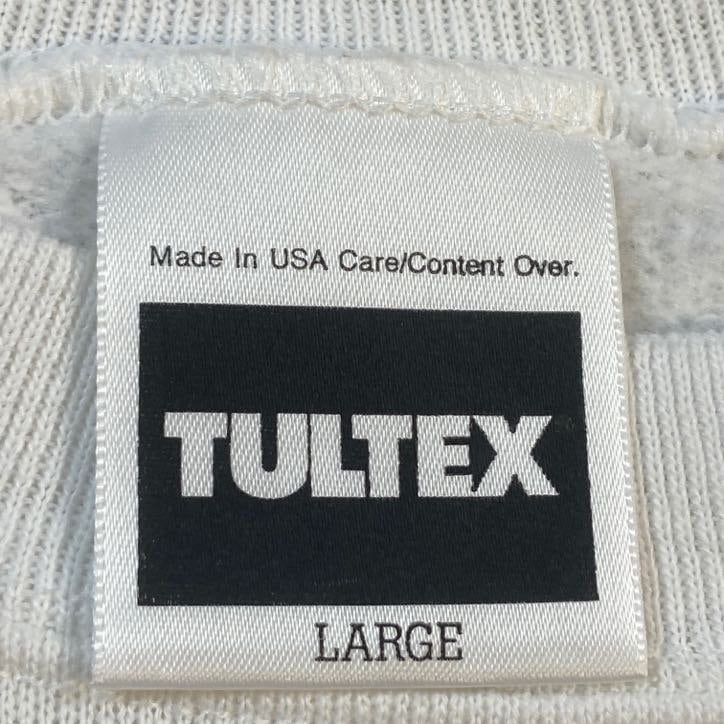 Made In USA Care/Content Over.
TULTEX
LARGE